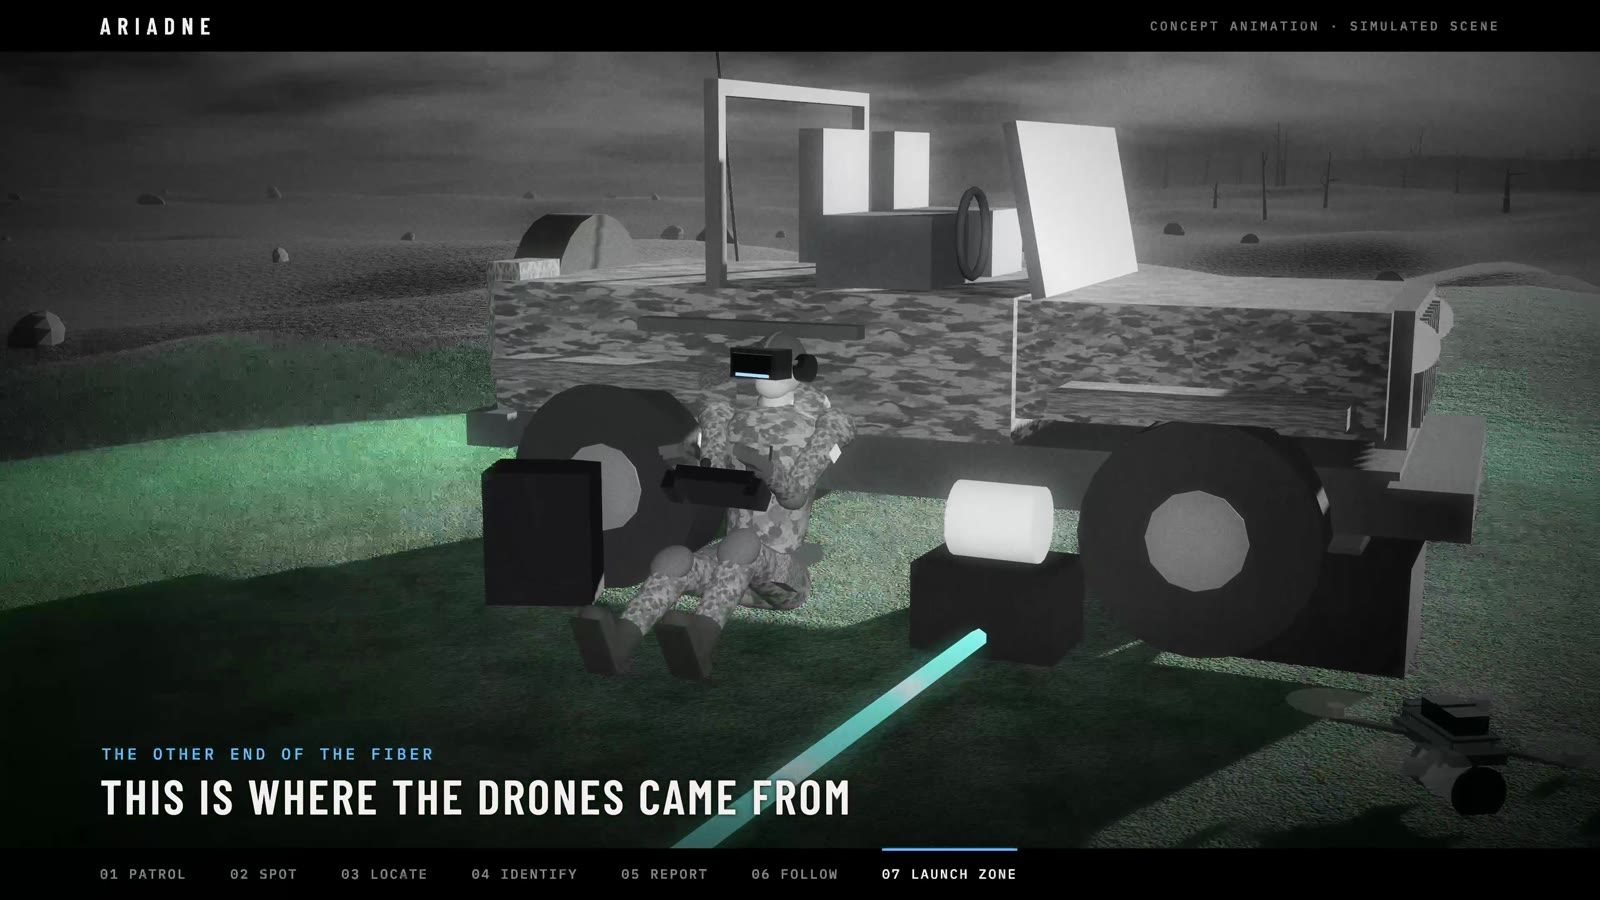 ARIADNE
CONCEPT ANIMATION · SIMULATED SCENE
THE OTHER END OF THE FIBER
THIS IS WHERE THE DRONES CAME FROM
01 PATROL 02 SPOT 03 LOCATE 04 IDENTIFY 05 REPORT 06 FOLLOW 07 LAUNCH ZONE